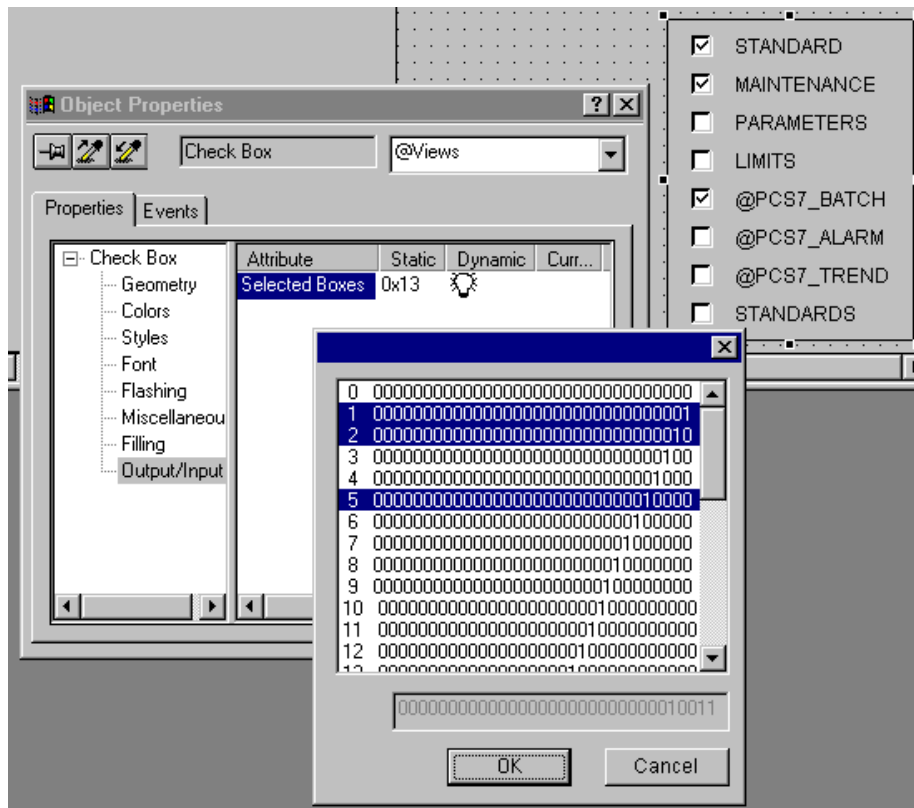 STANDARD
MAINTENANCE
PARAMETERS
LIMITS
@PCS7_BATCH
@PCS7_ALARM
@PCS7_TREND
STANDARDS
Object Properties
Check Box
@Views
Properties
Events
Check Box
Geometry
Colors
Styles
Font
Flashing
Miscellaneou
Filling
Output/Input
Attribute Static Dynamic Curr...
Selected Boxes 0x13
0 00000000000000000000000000000000
1 00000000000000000000000000000001
2 00000000000000000000000000000010
3 00000000000000000000000000000100
4 00000000000000000000000000001000
5 00000000000000000000000000010000
6 00000000000000000000000000100000
7 00000000000000000000000001000000
8 00000000000000000000000010000000
9 00000000000000000000000100000000
10 00000000000000000000001000000000
11 00000000000000000000010000000000
12 00000000000000000000100000000000
00000000000000000000000000010011
OK
Cancel